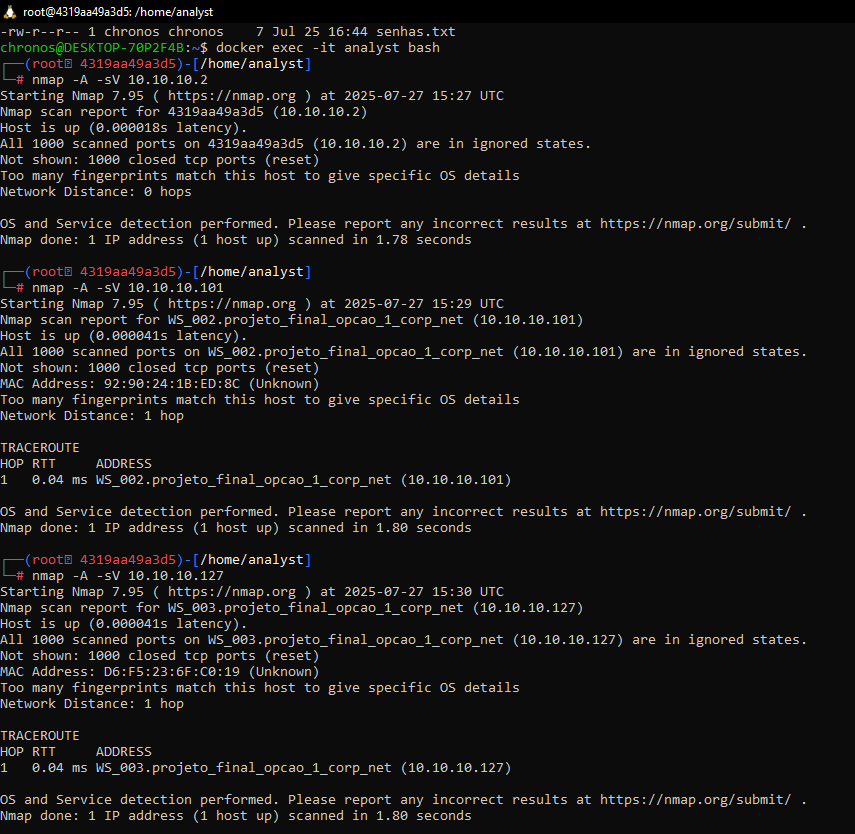 root@4319aa49a3d5: /home/analyst
-rw-r--r-- 1 chronos chronos    7 Jul 25 16:44 senhas.txt
chronos@DESKTOP-70P2F4B:~$ docker exec -it analyst bash
┌──(root㉿ 4319aa49a3d5)-[/home/analyst]
└─# nmap -A -sV 10.10.10.2
Starting Nmap 7.95 ( https://nmap.org ) at 2025-07-27 15:27 UTC
Nmap scan report for 4319aa49a3d5 (10.10.10.2)
Host is up (0.000018s latency).
All 1000 scanned ports on 4319aa49a3d5 (10.10.10.2) are in ignored states.
Not shown: 1000 closed tcp ports (reset)
Too many fingerprints match this host to give specific OS details
Network Distance: 0 hops
OS and Service detection performed. Please report any incorrect results at https://nmap.org/submit/ .
Nmap done: 1 IP address (1 host up) scanned in 1.78 seconds
┌──(root㉿ 4319aa49a3d5)-[/home/analyst]
└─# nmap -A -sV 10.10.10.101
Starting Nmap 7.95 ( https://nmap.org ) at 2025-07-27 15:29 UTC
Nmap scan report for WS_002.projeto_final_opcao_1_corp_net (10.10.10.101)
Host is up (0.000041s latency).
All 1000 scanned ports on WS_002.projeto_final_opcao_1_corp_net (10.10.10.101) are in ignored states.
Not shown: 1000 closed tcp ports (reset)
MAC Address: 92:90:24:1B:ED:8C (Unknown)
Too many fingerprints match this host to give specific OS details
Network Distance: 1 hop
TRACEROUTE
HOP RTT     ADDRESS
1   0.04 ms WS_002.projeto_final_opcao_1_corp_net (10.10.10.101)
OS and Service detection performed. Please report any incorrect results at https://nmap.org/submit/ .
Nmap done: 1 IP address (1 host up) scanned in 1.80 seconds
┌──(root㉿ 4319aa49a3d5)-[/home/analyst]
└─# nmap -A -sV 10.10.10.127
Starting Nmap 7.95 ( https://nmap.org ) at 2025-07-27 15:30 UTC
Nmap scan report for WS_003.projeto_final_opcao_1_corp_net (10.10.10.127)
Host is up (0.000041s latency).
All 1000 scanned ports on WS_003.projeto_final_opcao_1_corp_net (10.10.10.127) are in ignored states.
Not shown: 1000 closed tcp ports (reset)
MAC Address: D6:F5:23:6F:C0:19 (Unknown)
Too many fingerprints match this host to give specific OS details
Network Distance: 1 hop
TRACEROUTE
HOP RTT     ADDRESS
1   0.04 ms WS_003.projeto_final_opcao_1_corp_net (10.10.10.127)
OS and Service detection performed. Please report any incorrect results at https://nmap.org/submit/ .
Nmap done: 1 IP address (1 host up) scanned in 1.80 seconds